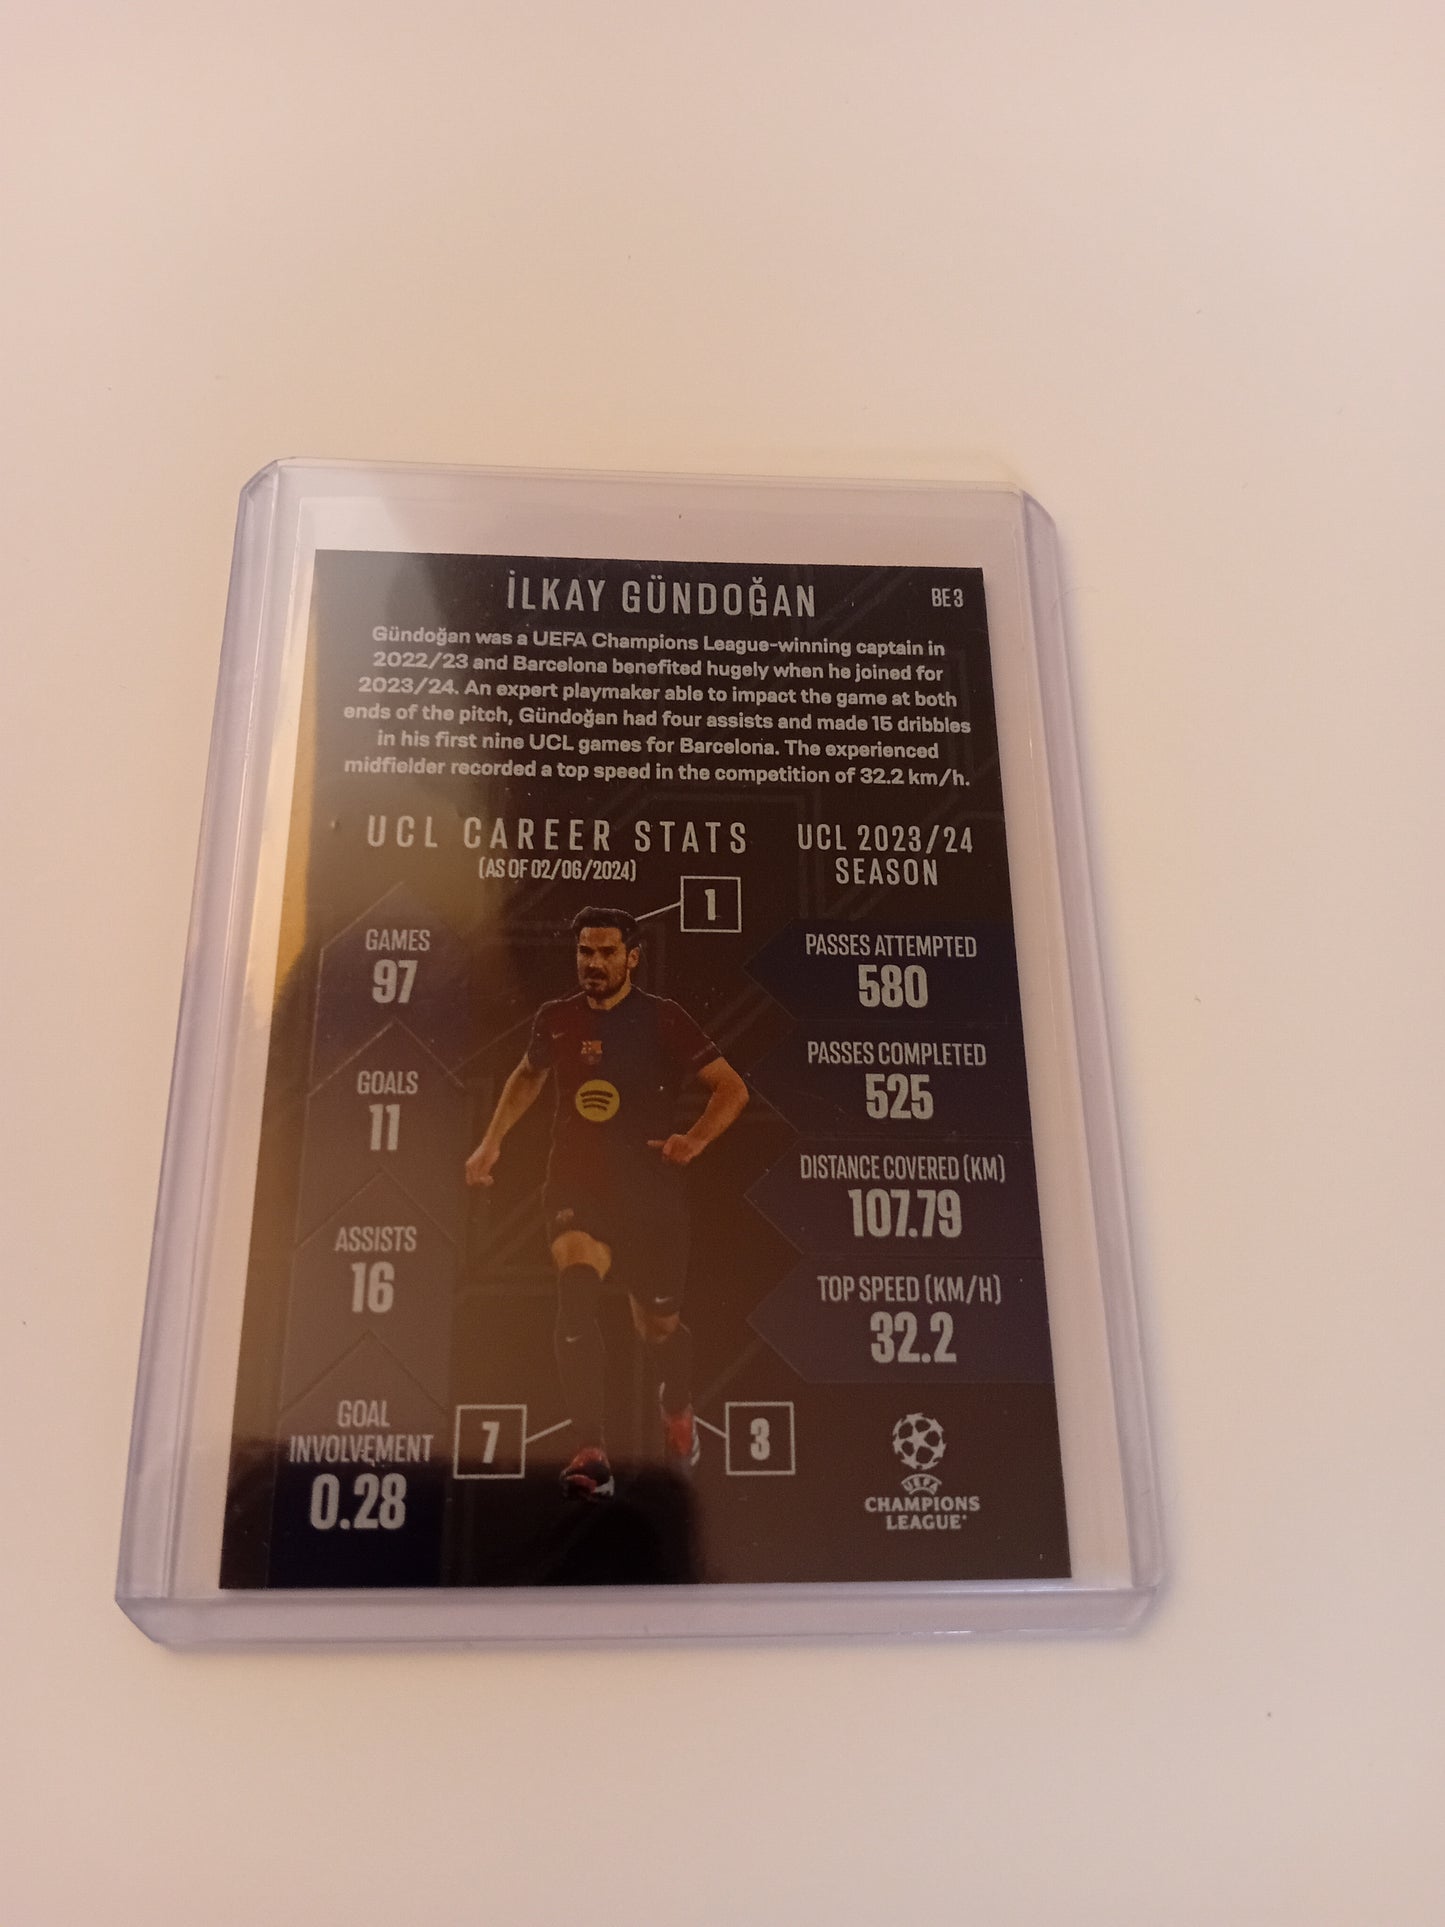 İLKAY GÜNDOĞAN
BE 3
Gündoğan was a UEFA Champions League-winning captain in
2022/23 and Barcelona benefited hugely when he joined for
2023/24. An expert playmaker able to impact the game at both
ends of the pitch, Gündoğan had four assists and made 15 dribbles
in his first nine UCL games for Barcelona. The experienced
midfielder recorded a top speed in the competition of 32.2 km/h.
UCL CAREER STATS
(AS OF 02/06/2024)
GAMES
97
GOALS
11
ASSISTS
16
GOAL
INVOLVEMENT
0.28
1
7
3
UCL 2023/24
SEASON
PASSES ATTEMPTED
580
PASSES COMPLETED
525
DISTANCE COVERED (KM)
107.79
TOP SPEED (KM/H)
32.2
UEFA
CHAMPIONS
LEAGUE